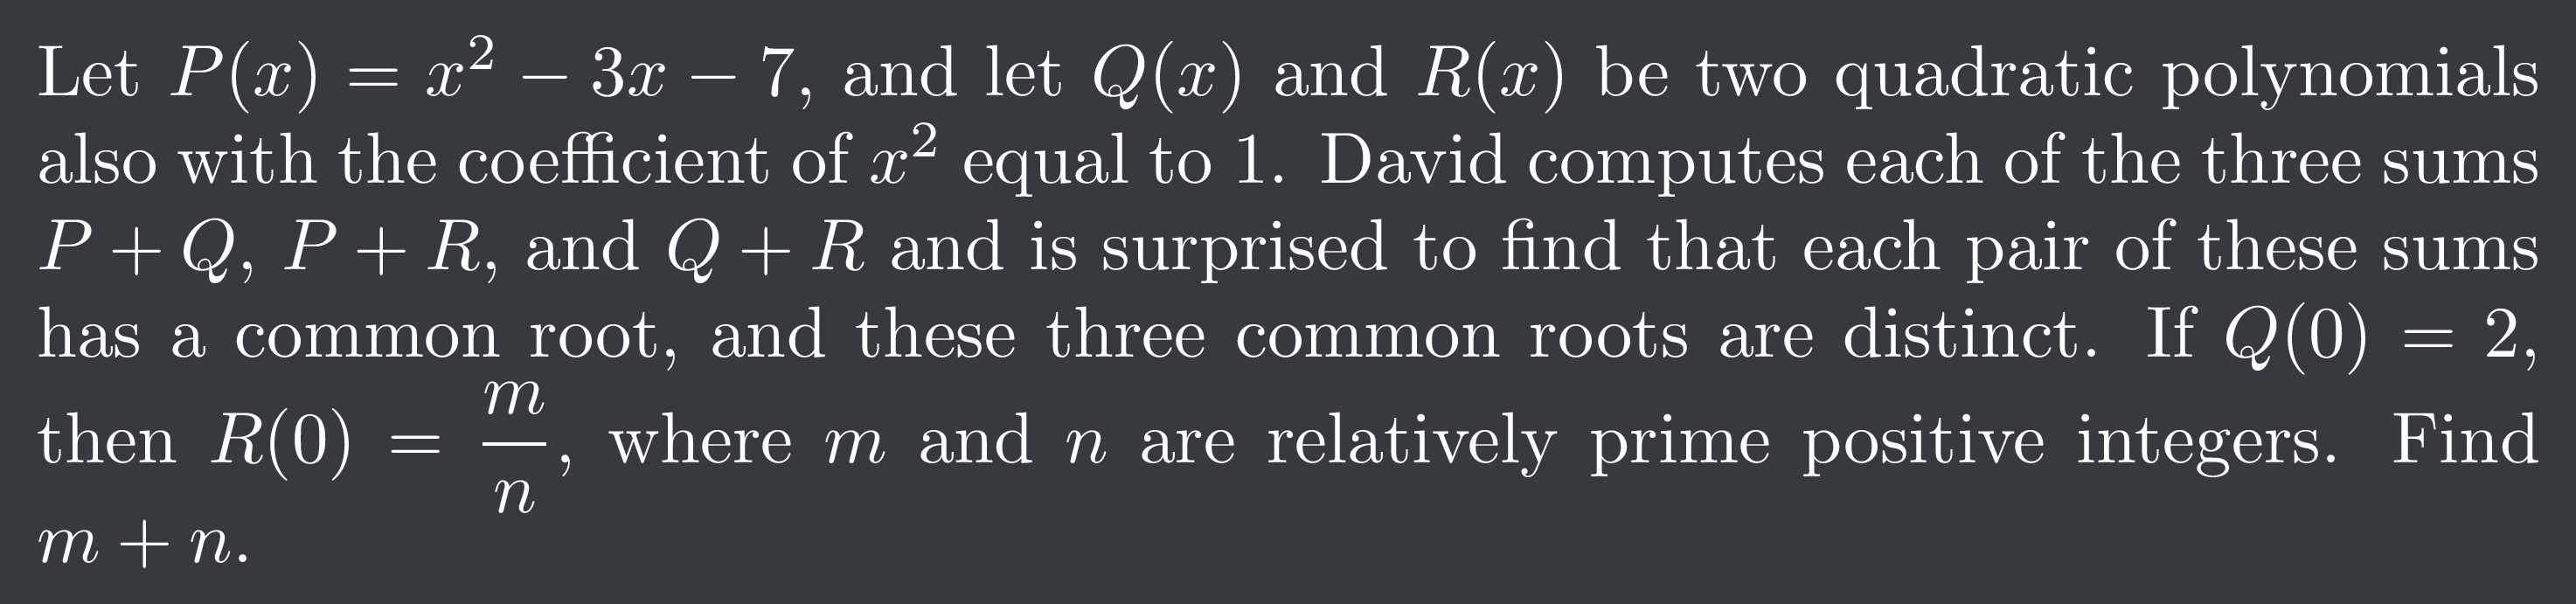 Let P(x) = x² − 3x − 7, and let Q(x) and R(x) be two quadratic polynomials
also with the coefficient of x² equal to 1. David computes each of the three sums
P + Q, P + R, and Q + R and is surprised to find that each pair of these sums
has a common root, and these three common roots are distinct. If Q(0) = 2,
then R(0) = m/n, where m and n are relatively prime positive integers. Find
m + n.